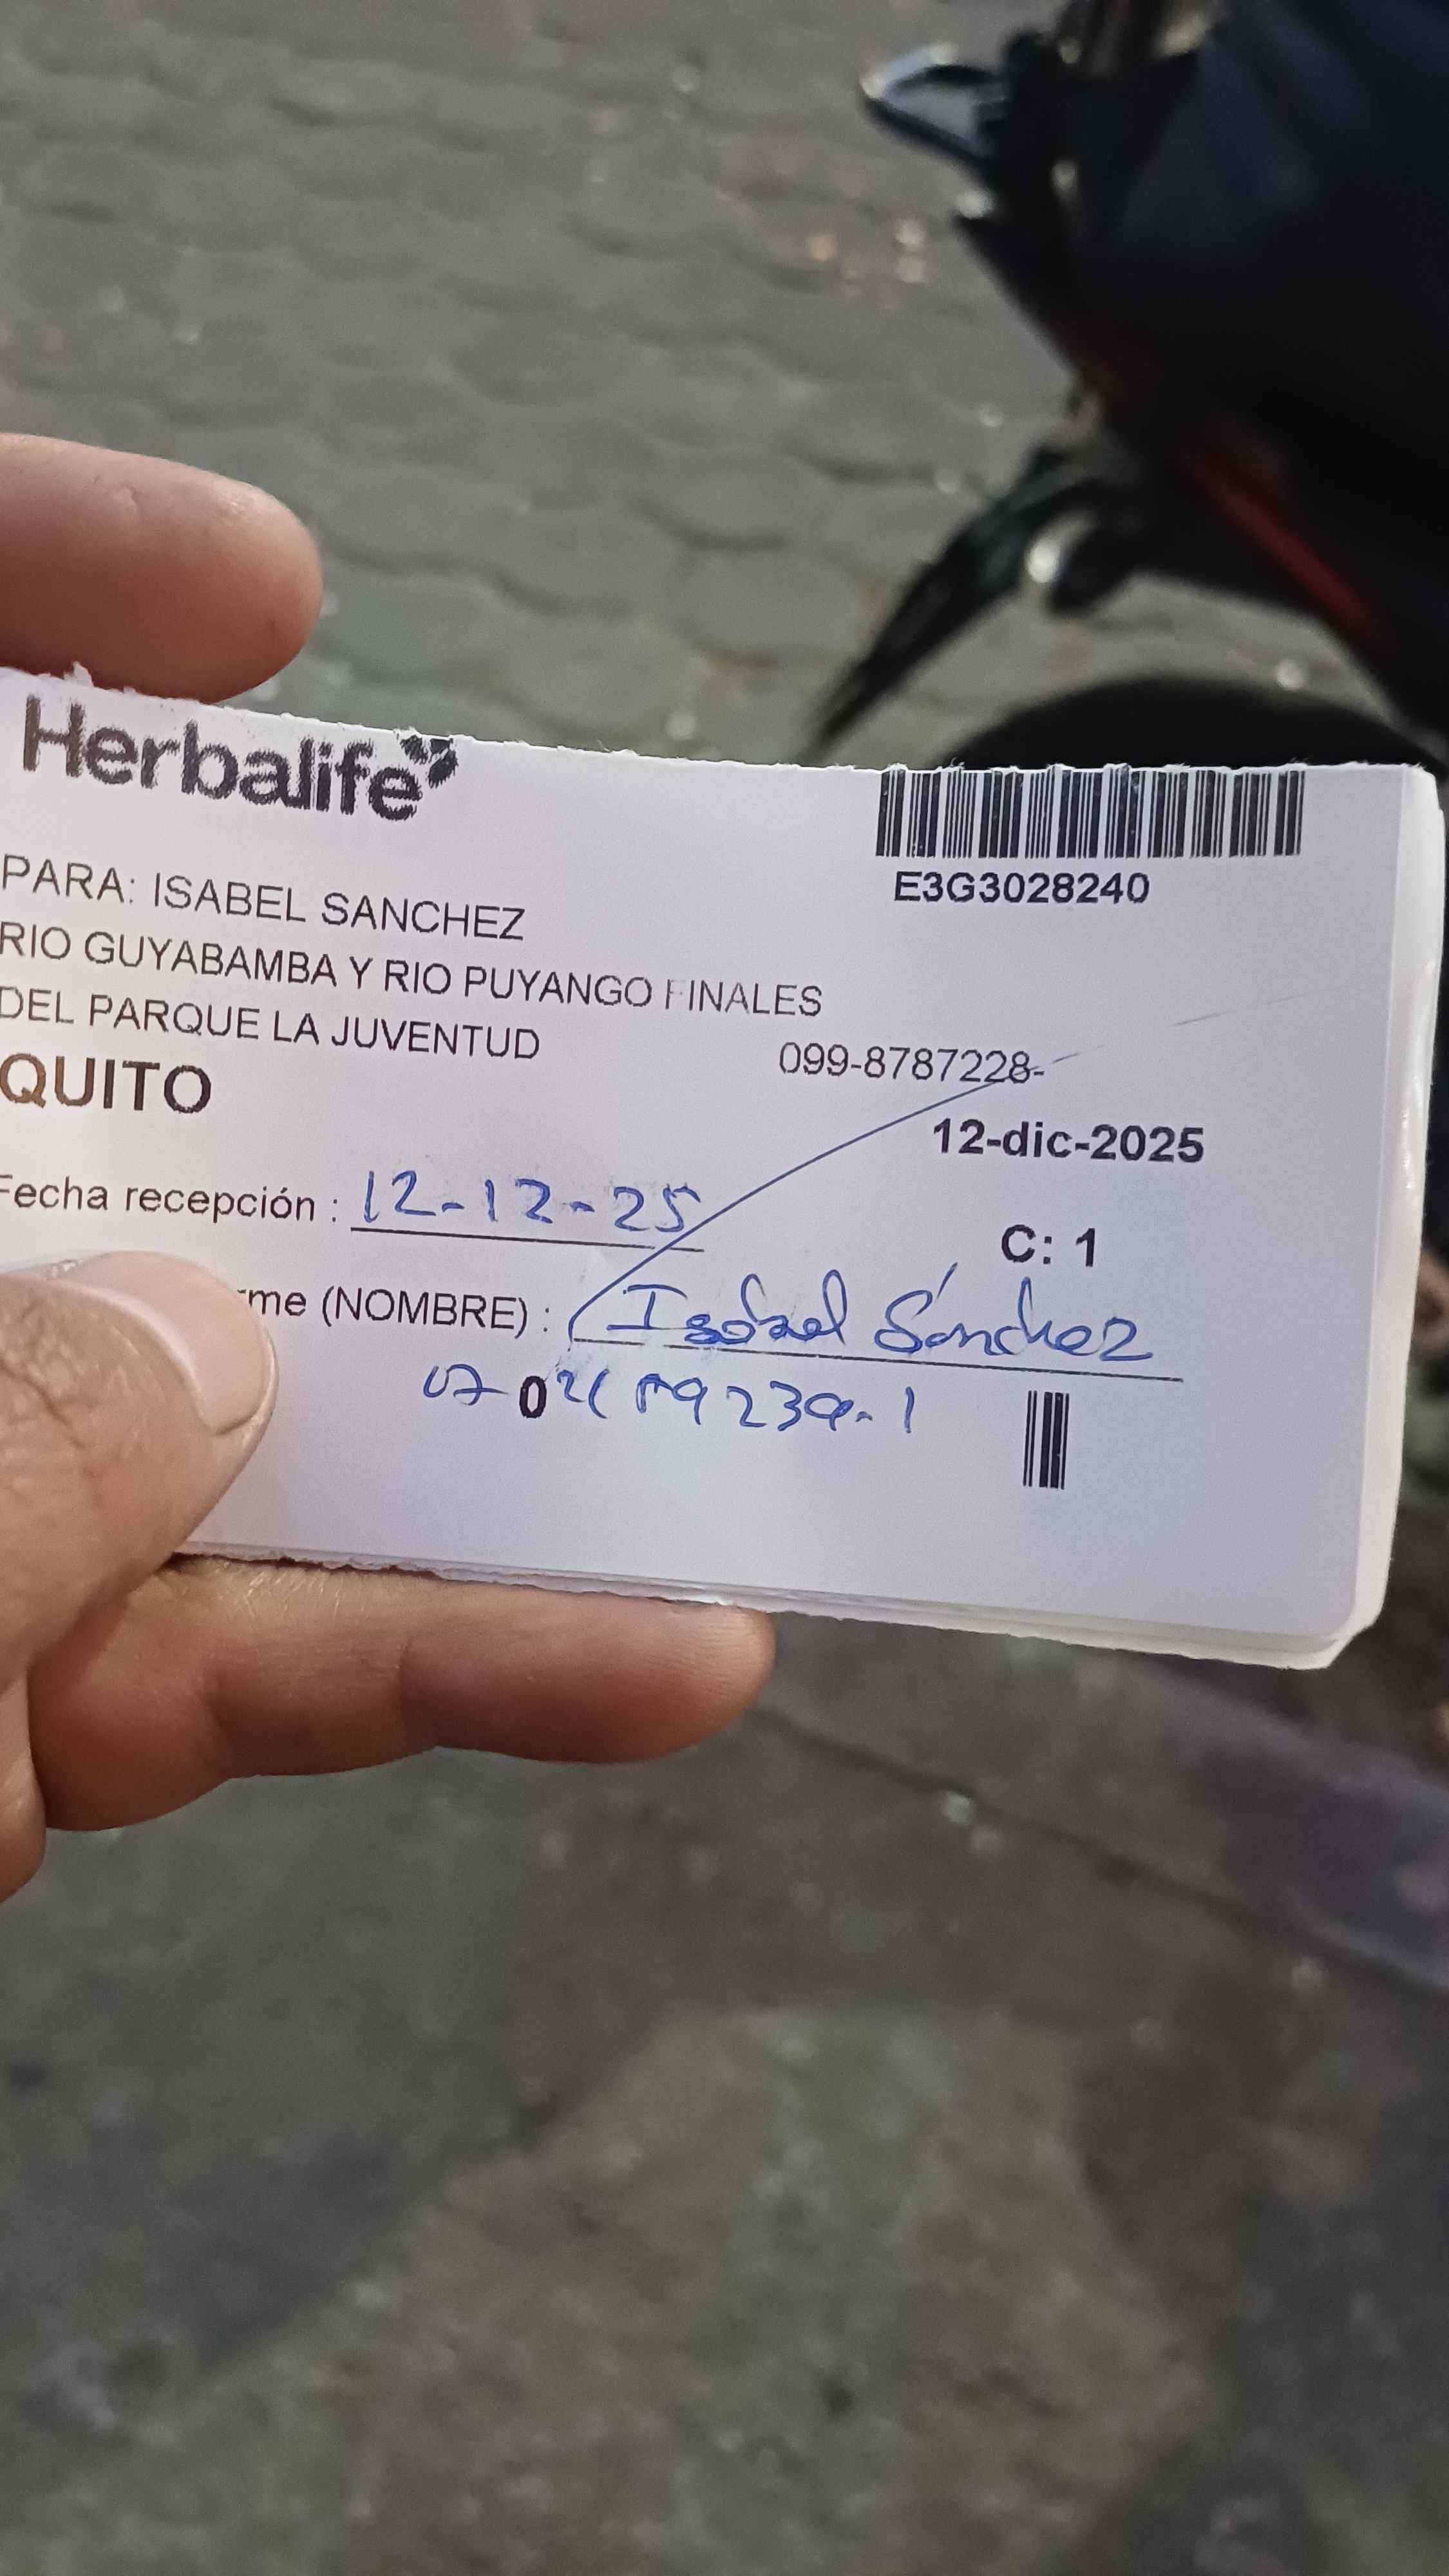 Herbalife
E3G3028240
PARA: ISABEL SANCHEZ
RIO GUYABAMBA Y RIO PUYANGO FINALES
DEL PARQUE LA JUVENTUD
099-8787228-
QUITO
12-dic-2025
Fecha recepción : 12-12-25
C: 1
(NOMBRE) : Isabel Sánchez